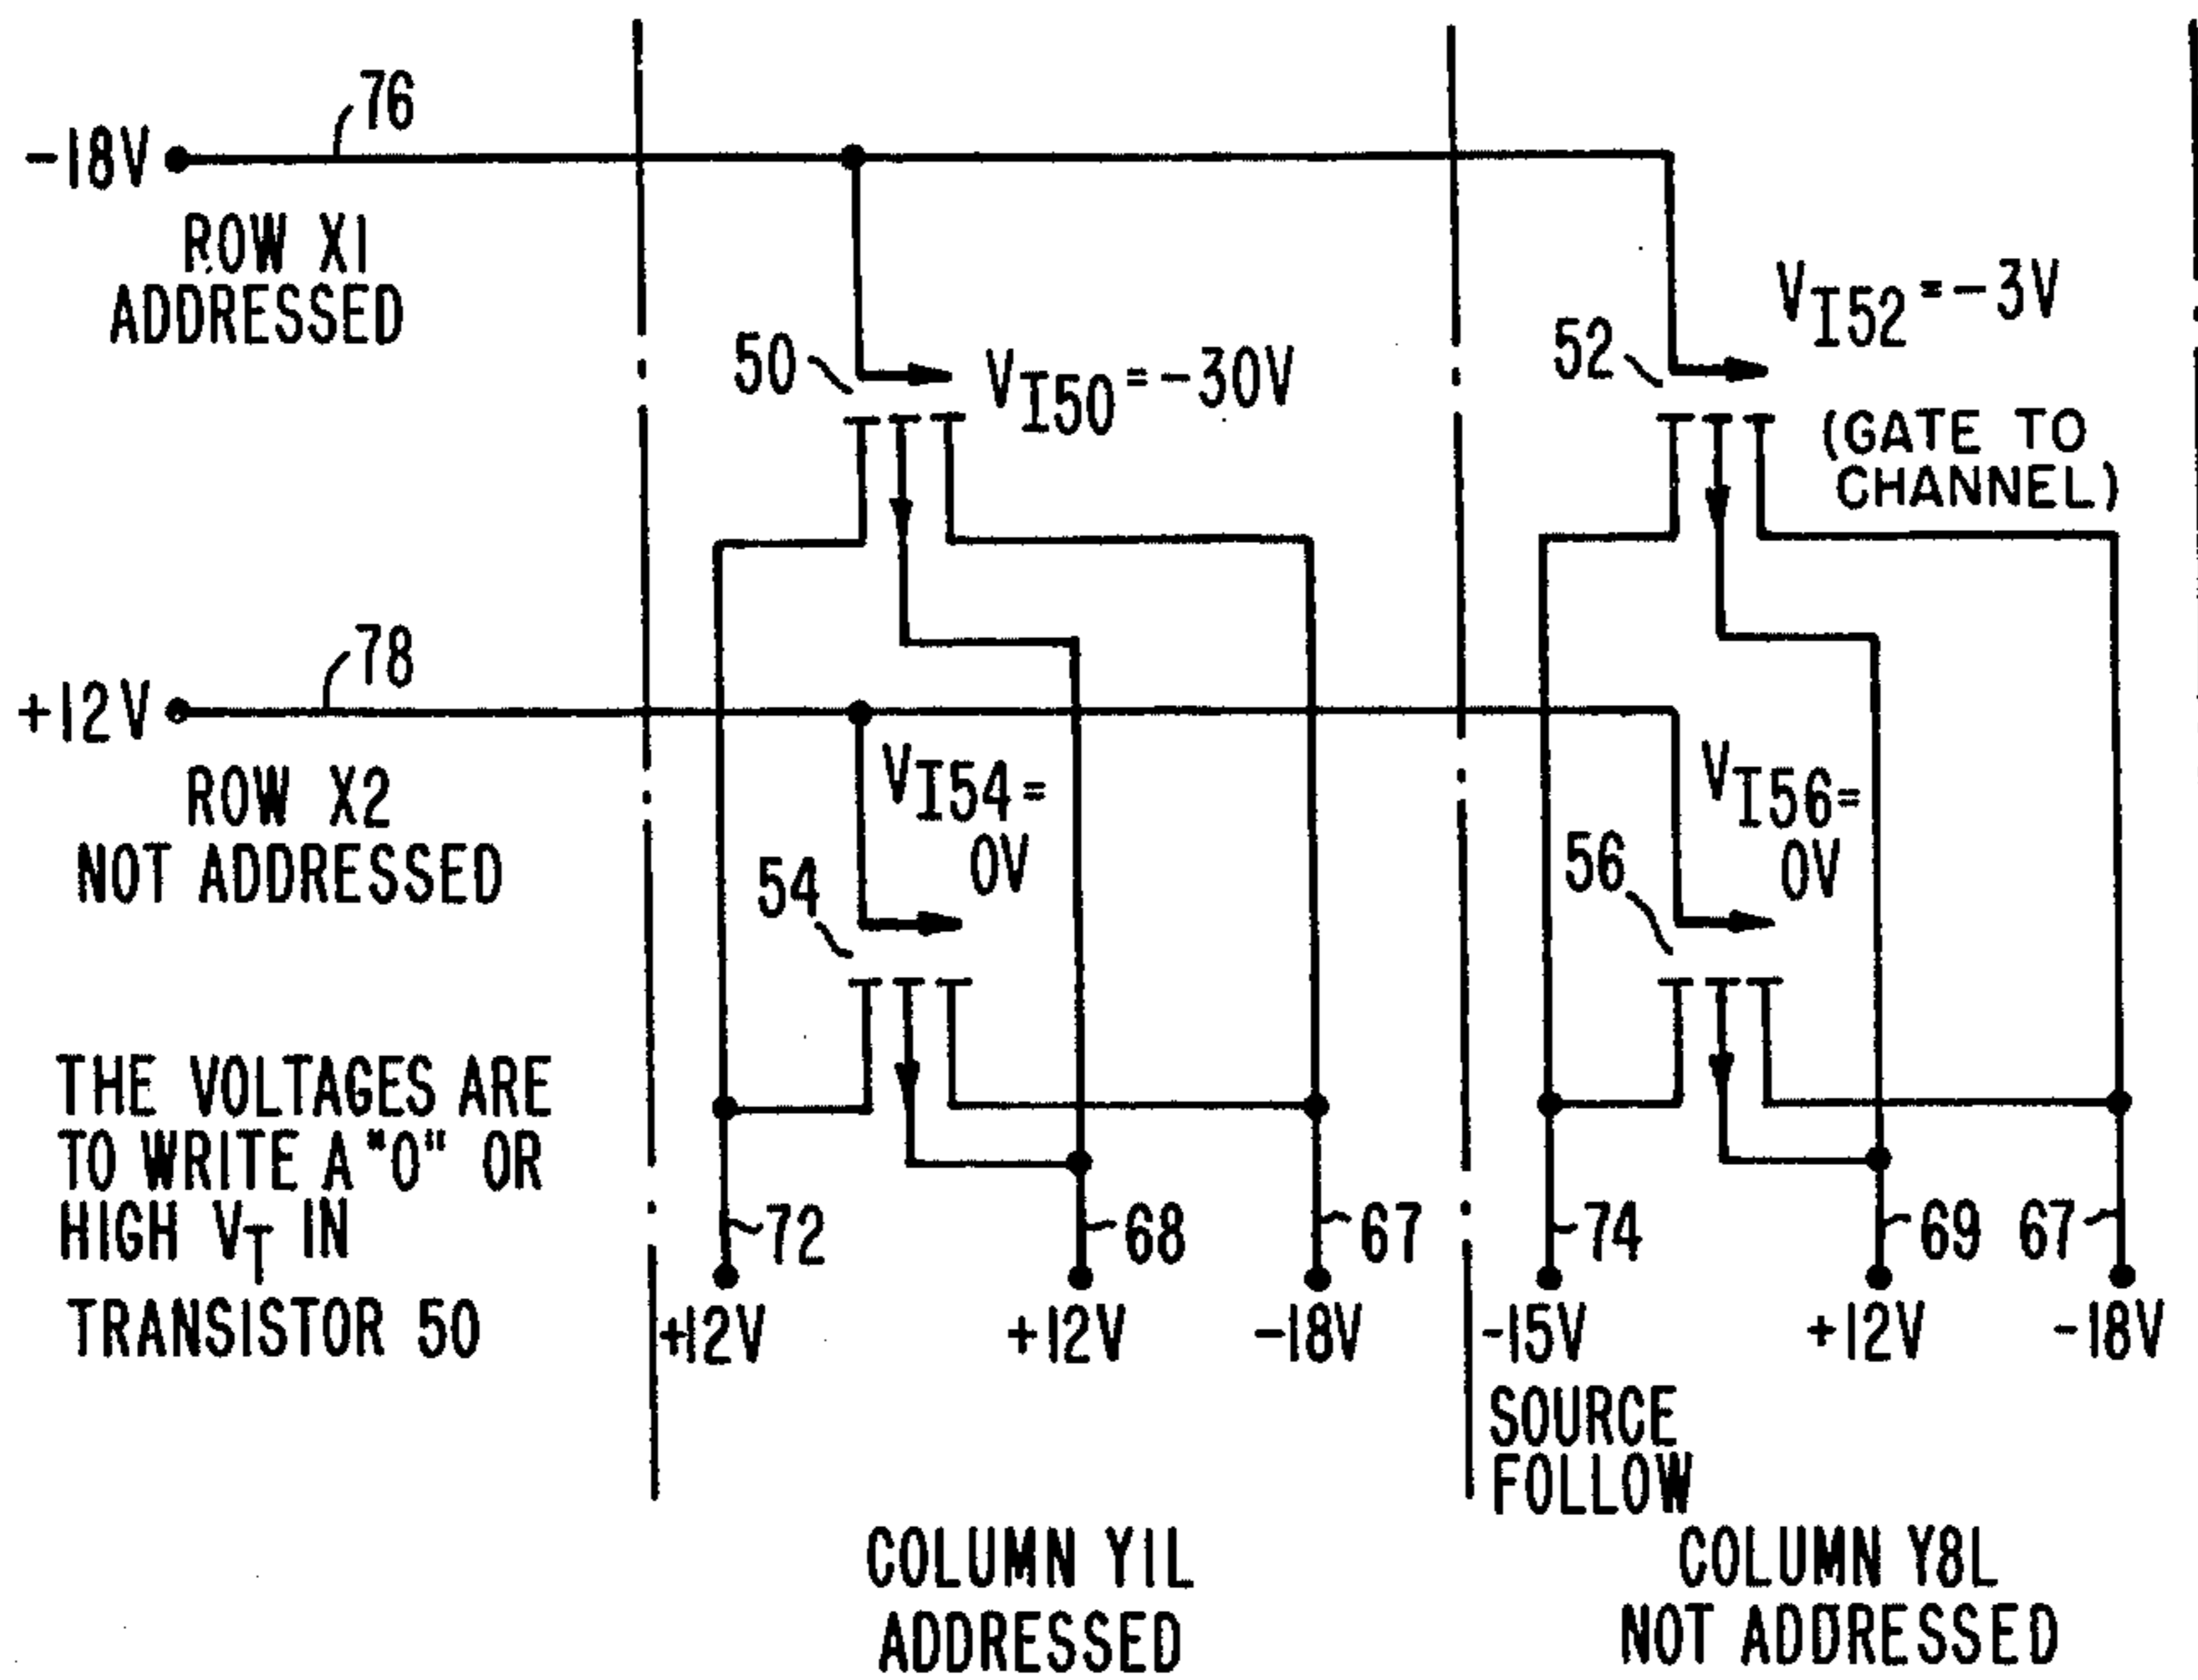 76
-18V
ROW X1
ADDRESSED
50
VI50=-30V
52
VI52=-3V
(GATE TO
CHANNEL)
78
+12V
ROW X2
NOT ADDRESSED
VI54=
0V
54
VI56=
0V
56
THE VOLTAGES ARE
TO WRITE A "0" OR
HIGH VT IN
TRANSISTOR 50
72
68
67
74
69
67
+12V
+12V
-18V
-15V
+12V
-18V
SOURCE
FOLLOW
COLUMN Y1L
ADDRESSED
COLUMN Y8L
NOT ADDRESSED